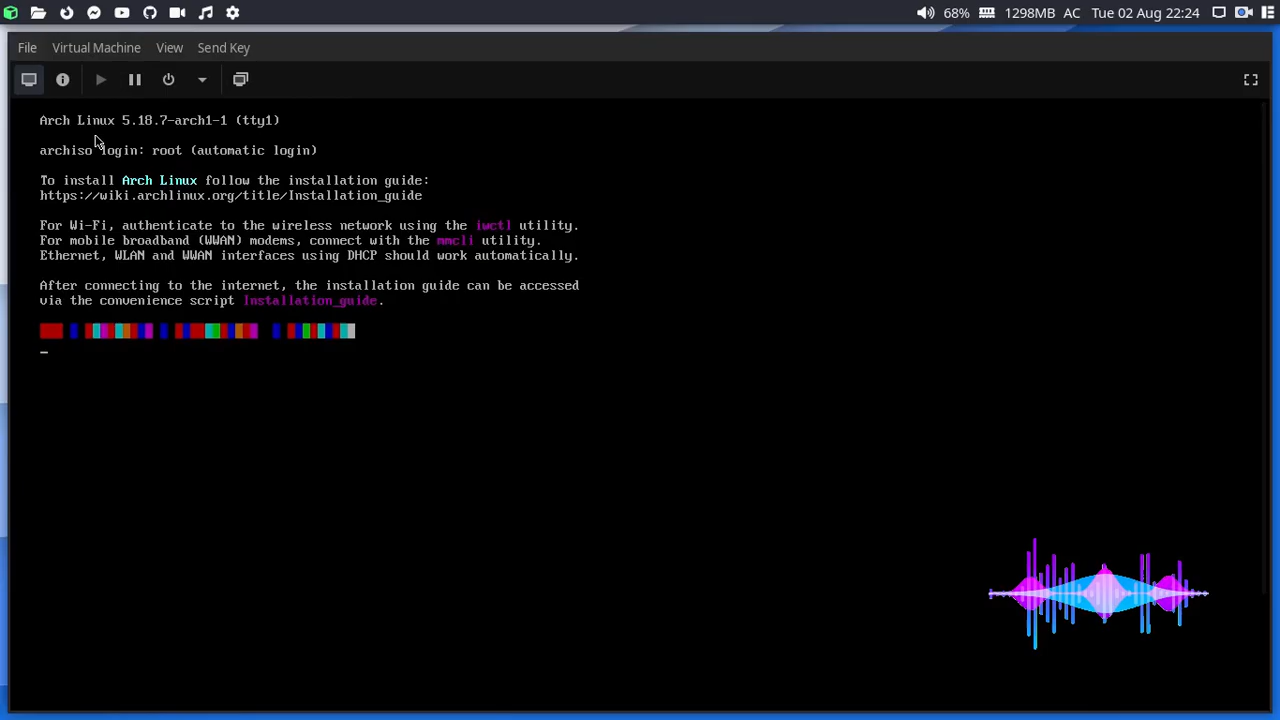 68% 1298MB AC Tue 02 Aug 22:24
File Virtual Machine View Send Key
Arch Linux 5.18.7-arch1-1 (tty1)
archiso login: root (automatic login)
To install Arch Linux follow the installation guide:
https://wiki.archlinux.org/title/Installation_guide
For Wi-Fi, authenticate to the wireless network using the iwctl utility.
For mobile broadband (WWAN) modems, connect with the mmcli utility.
Ethernet, WLAN and WWAN interfaces using DHCP should work automatically.
After connecting to the internet, the installation guide can be accessed
via the convenience script Installation_guide.